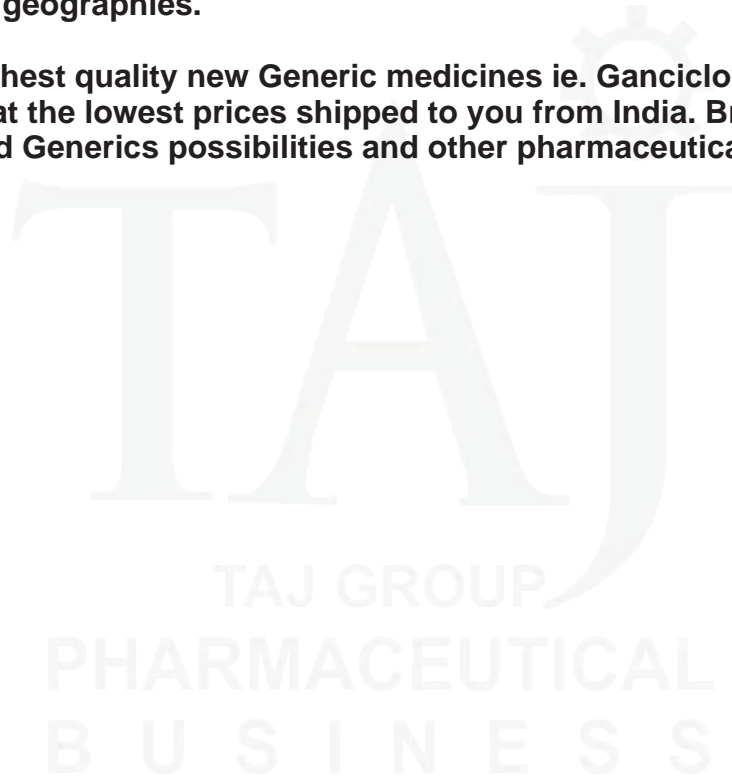 geographies.
hest quality new Generic medicines ie. Ganciclo
at the lowest prices shipped to you from India. B
d Generics possibilities and other pharmaceutica
TAJ
TAJ GROUP
PHARMACEUTICAL
BUSINESS